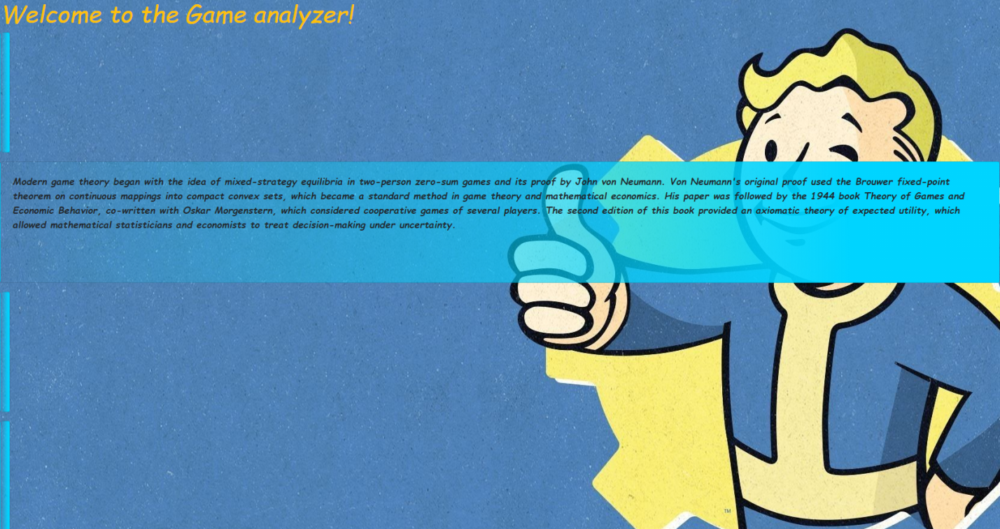 Welcome to the Game analyzer!
Modern game theory began with the idea of mixed-strategy equilibria in two-person zero-sum games and its proof by John von Neumann. Von Neumann's original proof used the Brouwer fixed-point
theorem on continuous mappings into compact convex sets, which became a standard method in game theory and mathematical economics. His paper was followed by the 1944 book Theory of Games and
Economic Behavior, co-written with Oskar Morgenstern, which considered cooperative games of several players. The second edition of this book provided an axiomatic theory of expected utility, which
allowed mathematical statisticians and economists to treat decision-making under uncertainty.
TM